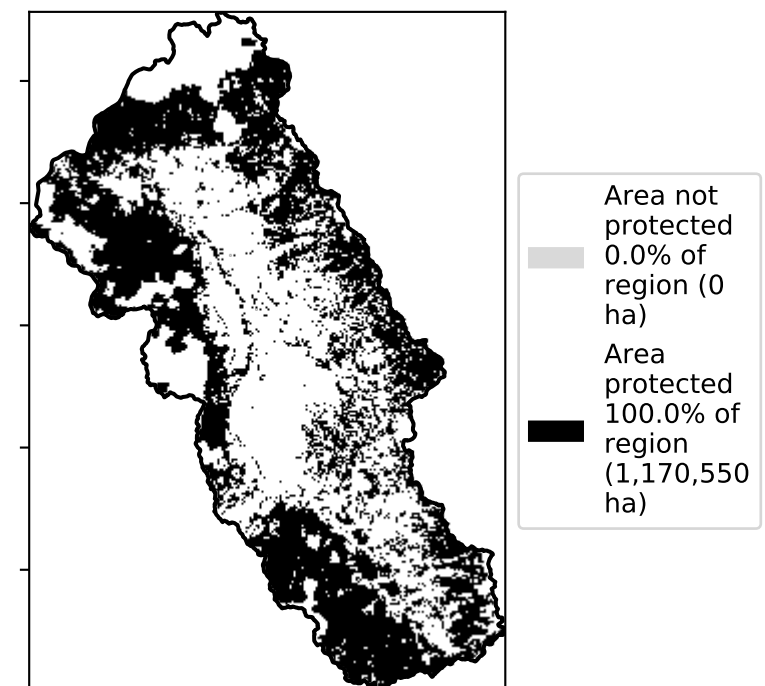 Area not
protected
0.0% of
region (0
ha)
Area
protected
100.0% of
region
(1,170,550
ha)